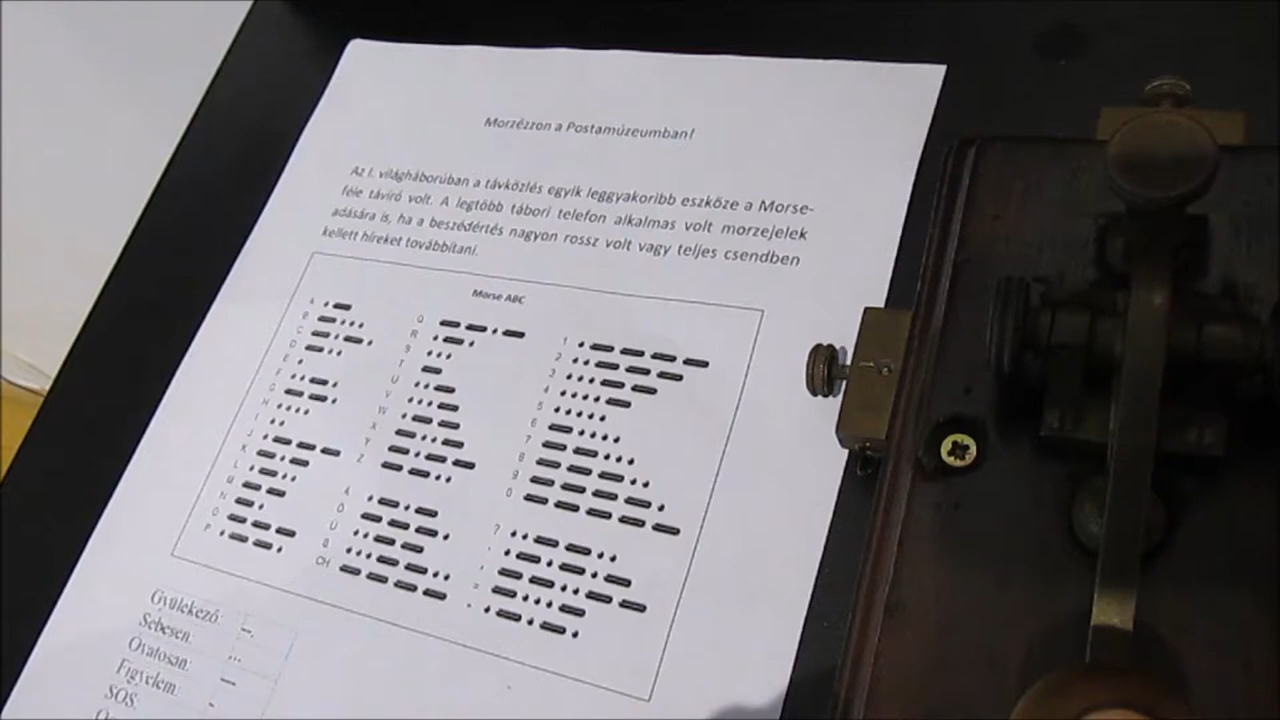 Morzézzon a Postamúzeumban!
Az I. világháborúban a távközlés egyik leggyakoribb eszköze a Morse-
féle távíró volt. A legtöbb tábori telefon alkalmas volt morzejelek
adására is, ha a beszédértés nagyon rossz volt vagy teljes csendben
kellett híreket továbbítani.
Morse ABC
A
B
C
D
E
F
G
H
I
J
K
L
M
N
O
P
Q
R
S
T
U
V
W
X
Y
Z
Ü
CH
1
2
3
4
5
6
7
8
9
0
?
Gyülekező:
Sebesen:
Óvatosan:
Figyelem:
SOS: